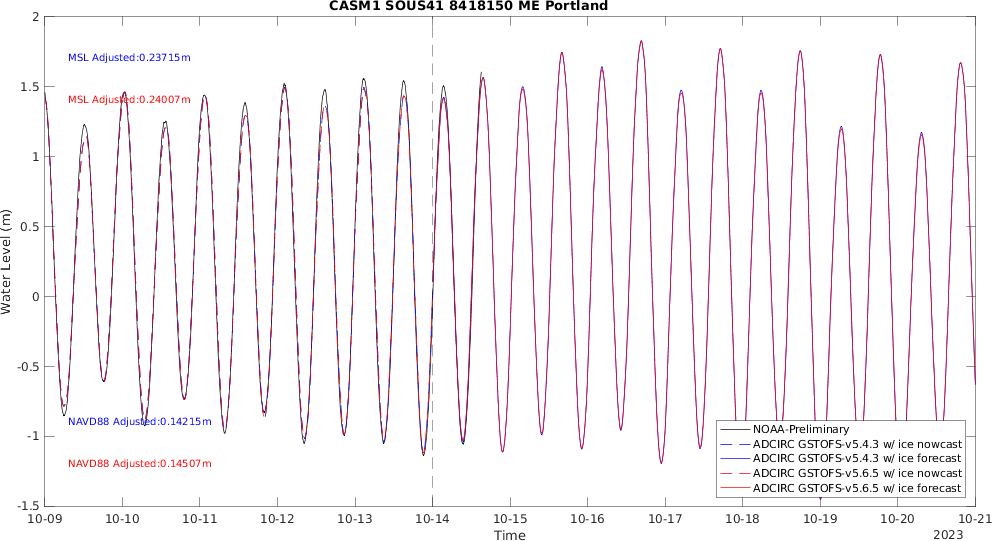 CASM1 SOUS41 8418150 ME Portland
2
1.5
1
0.5
0
-0.5
-1
-1.5
Water Level (m)
MSL Adjusted:0.23715m
MSL Adjusted:0.24007m
NAVD88 Adjusted:0.14215m
NAVD88 Adjusted:0.14507m
NOAA-Preliminary
ADCIRC GSTOFS-v5.4.3 w/ ice nowcast
ADCIRC GSTOFS-v5.4.3 w/ ice forecast
ADCIRC GSTOFS-v5.6.5 w/ ice nowcast
ADCIRC GSTOFS-v5.6.5 w/ ice forecast
10-09 10-10 10-11 10-12 10-13 10-14 10-15 10-16 10-17 10-18 10-19 10-20 10-21
Time
2023